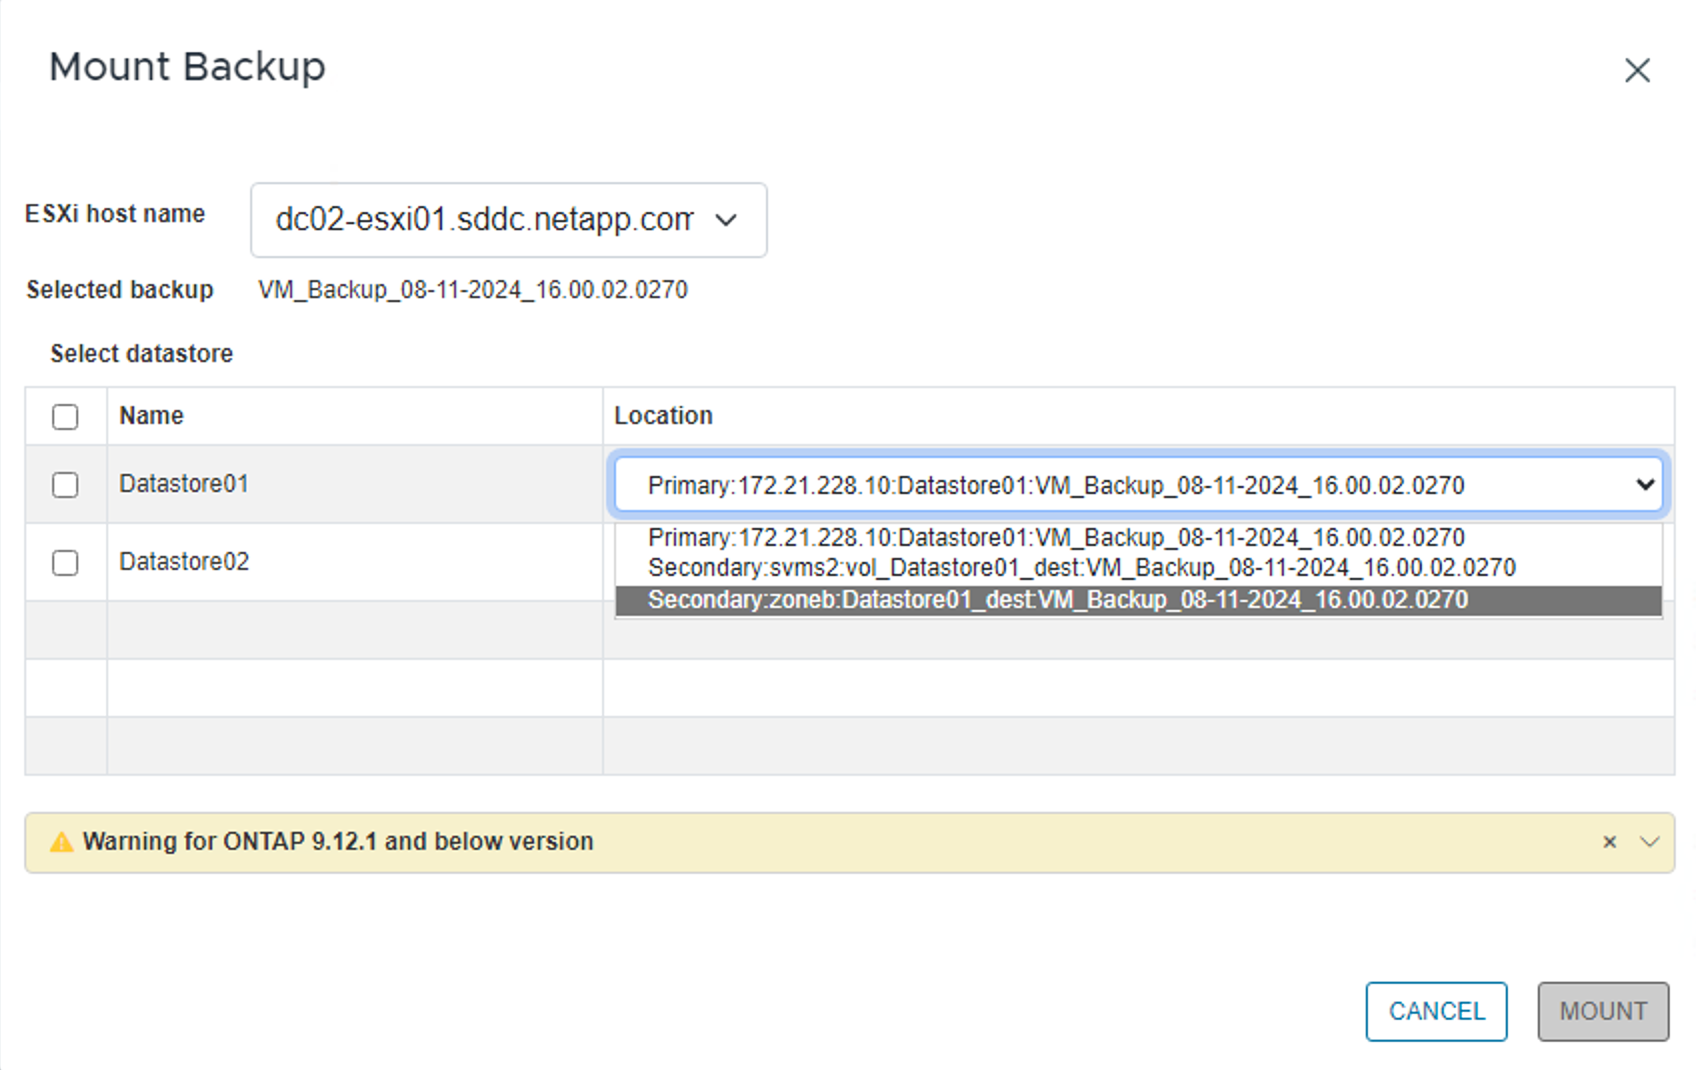 Mount Backup
ESXi host name dc02-esxi01.sddc.netapp.com
Selected backup VM_Backup_08-11-2024_16.00.02.0270
Select datastore
Name Location
Datastore01 Primary:172.21.228.10:Datastore01:VM_Backup_08-11-2024_16.00.02.0270
Primary:172.21.228.10:Datastore01:VM_Backup_08-11-2024_16.00.02.0270
Datastore02
Secondary:svms2:vol_Datastore01_dest:VM_Backup_08-11-2024_16.00.02.0270
Secondary:zoneb:Datastore01_dest:VM_Backup_08-11-2024_16.00.02.0270
Warning for ONTAP 9.12.1 and below version
CANCEL MOUNT